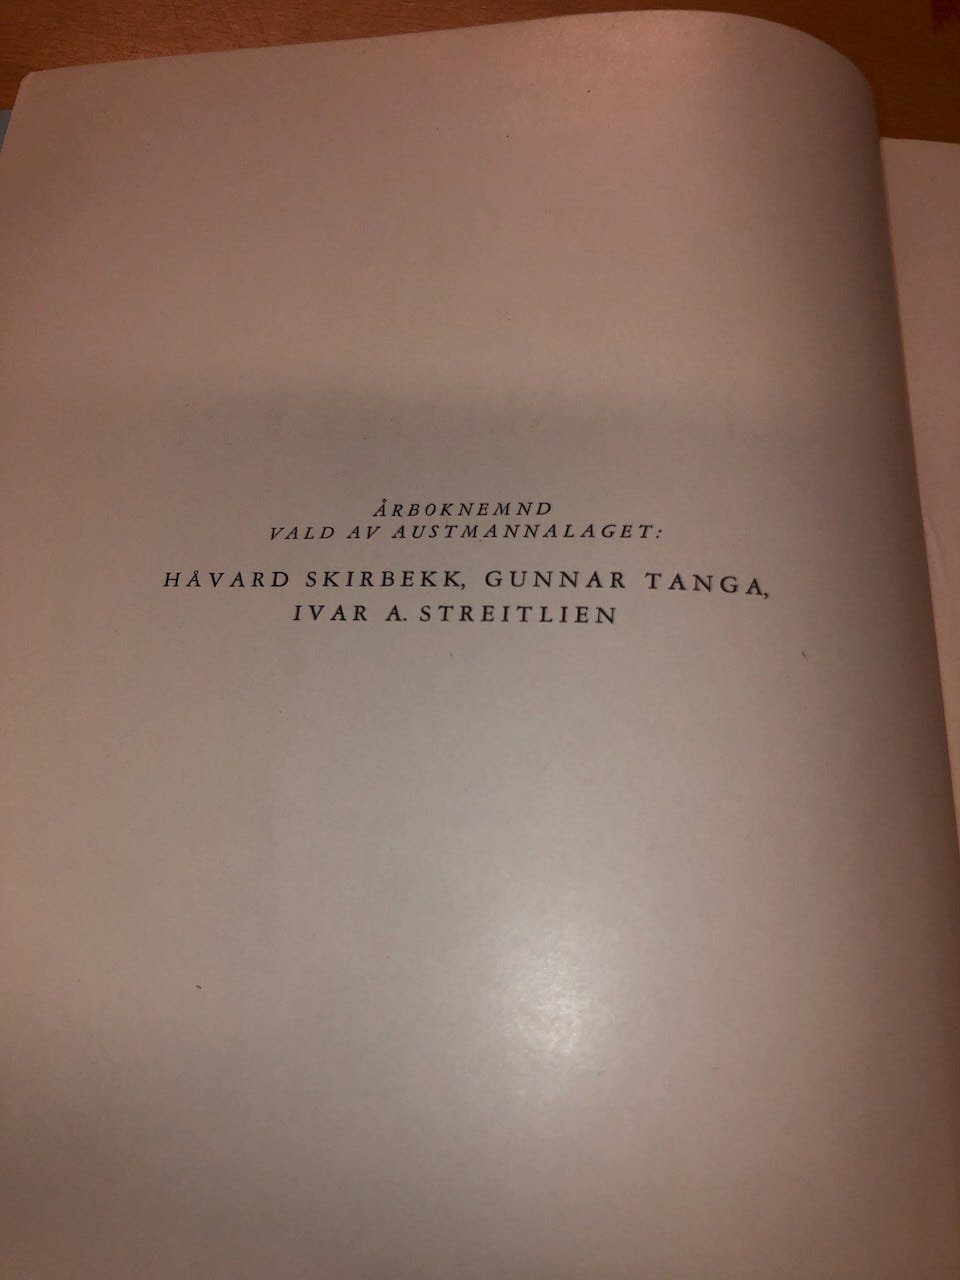 ÅRBOKNEMND
VALD AV AUSTMANNALAGET:
HÅVARD SKIRBEKK, GUNNAR TANGA,
IVAR A. STREITLIEN